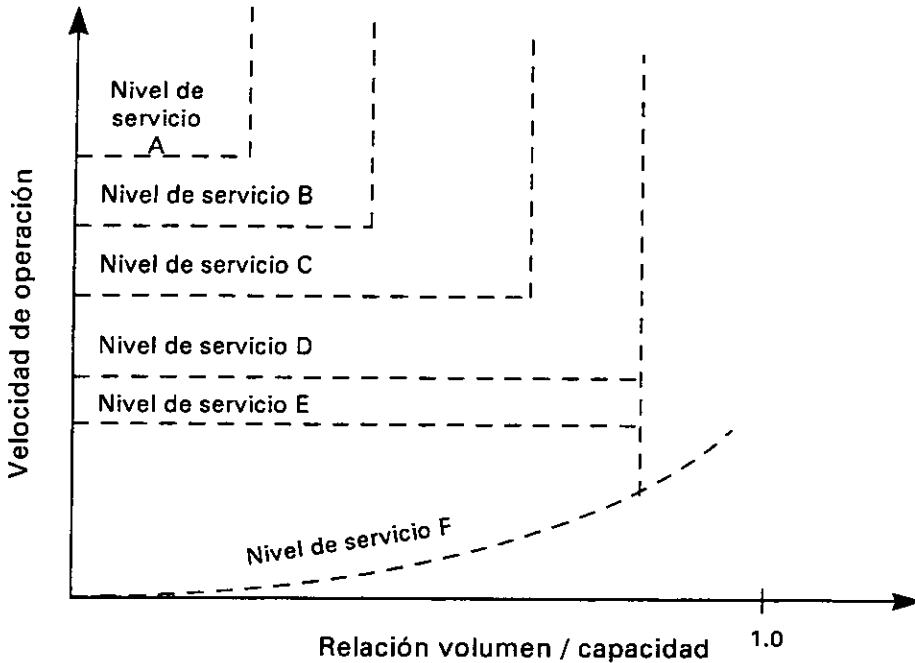 Nivel de
servicio
A
Nivel de servicio B
Nivel de servicio C
Nivel de servicio D
Nivel de servicio E
Nivel de servicio F
Velocidad de operación
Relación volumen / capacidad
1.0